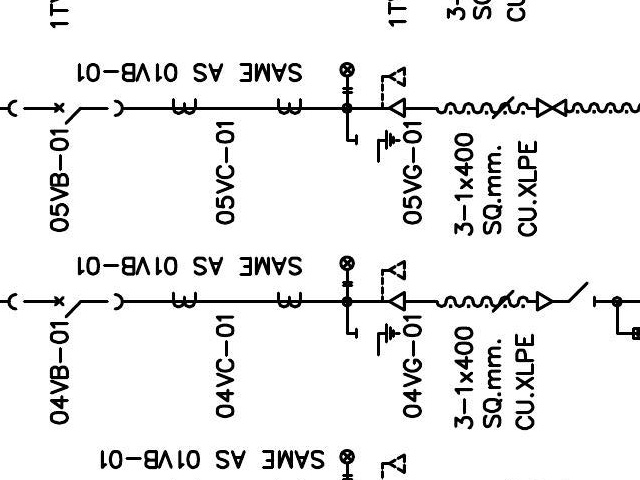 1TV
1T
3-
SQ
CU
SAME AS 01VB-01
05VB-01
05VC-01
05VG-01
3-1x400
SQ.mm.
CU.XLPE
SAME AS 01VB-01
04VB-01
04VC-01
04VG-01
3-1x400
SQ.mm.
CU.XLPE
SAME AS 01VB-01